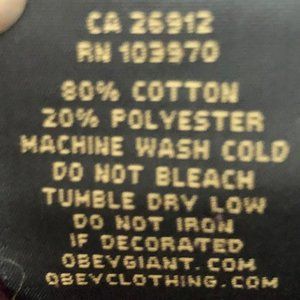 CA 26912
RN 103970
80% COTTON
20% POLYESTER
MACHINE WASH COLD
DO NOT BLEACH
TUMBLE DRY LOW
DO NOT IRON
IF DECORATED
OBEYGIANT. COM
OBEYCLOTHING. COM